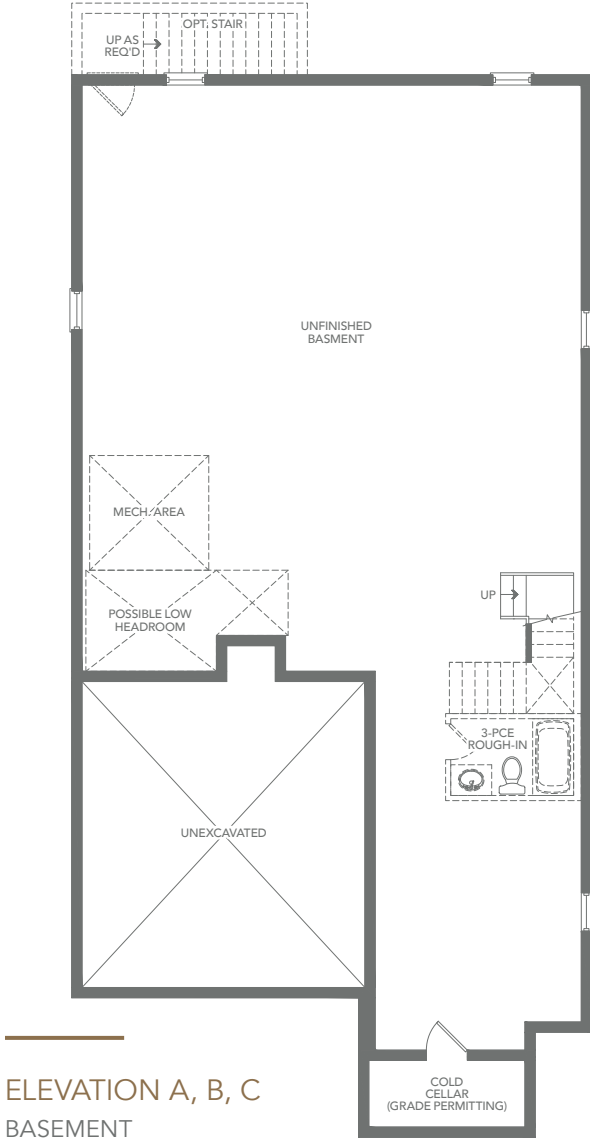 OPT. STAIR
UP AS
REQ'D
UNFINISHED
BASMENT
MECH. AREA
POSSIBLE LOW
HEADROOM
UP
3-PCE
ROUGH-IN
UNEXCAVATED
COLD
CELLAR
(GRADE PERMITTING)
ELEVATION A, B, C
BASEMENT